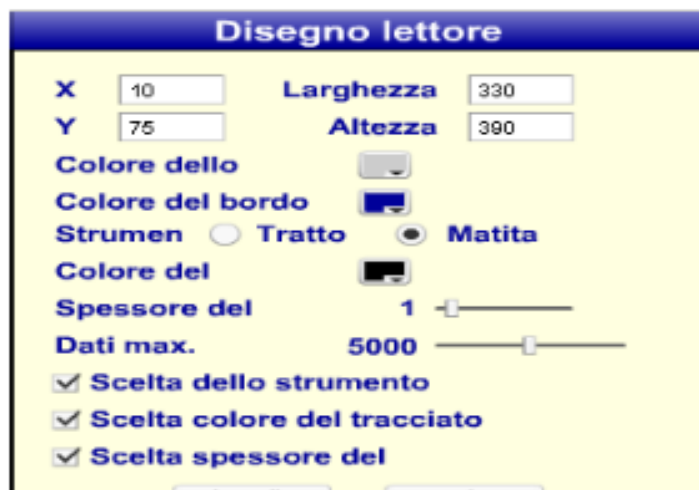 Disegno lettore
X 10 Larghezza 330
Y 75 Altezza 390
Colore dello
Colore del bordo
Strumen Tratto Matita
Colore del
Spessore del 1
Dati max. 5000
Scelta dello strumento
Scelta colore del tracciato
Scelta spessore del